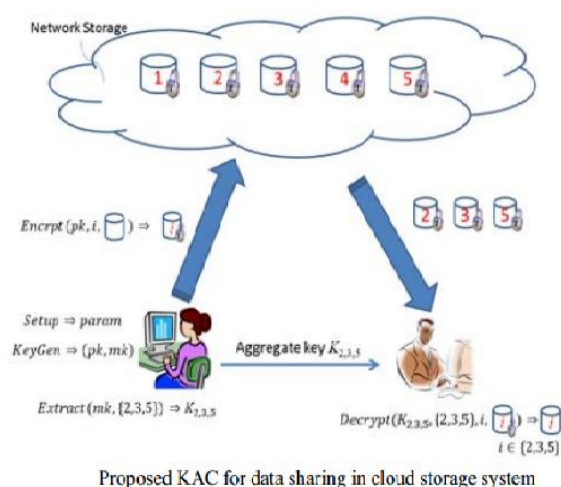 Network Storage
1 2 3 4 5
Encrpt(pk, i, ) ⇒ i
2 3 5
Setup ⇒ param
KeyGen ⇒ (pk, mk)
Aggregate key K2,3,5
Extract(mk, {2,3,5}) ⇒ K2,3,5
Decrypt(K2,3,5, {2,3,5}, i, i ) ⇒ i
i ∈ {2,3,5}
Proposed KAC for data sharing in cloud storage system